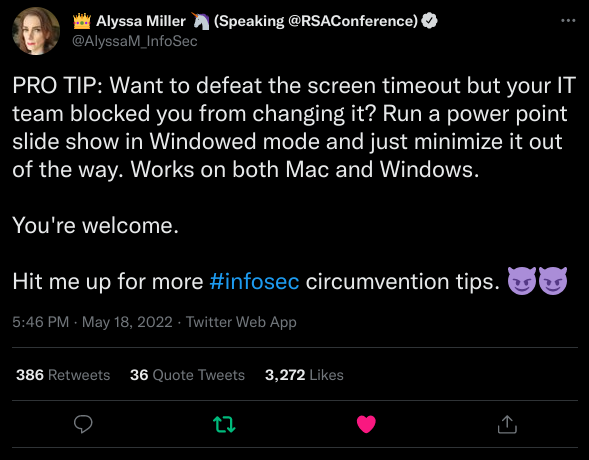 👑 Alyssa Miller 🦄 (Speaking @RSAConference)
@AlyssaM_InfoSec
PRO TIP: Want to defeat the screen timeout but your IT
team blocked you from changing it? Run a power point
slide show in Windowed mode and just minimize it out
of the way. Works on both Mac and Windows.
You're welcome.
Hit me up for more #infosec circumvention tips. 😈😈
5:46 PM · May 18, 2022 · Twitter Web App
386 Retweets 36 Quote Tweets 3,272 Likes